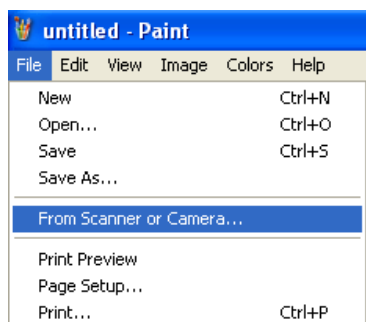 untitled - Paint
File Edit View Image Colors Help
New Ctrl+N
Open... Ctrl+O
Save Ctrl+S
Save As...
From Scanner or Camera...
Print Preview
Page Setup...
Print... Ctrl+P